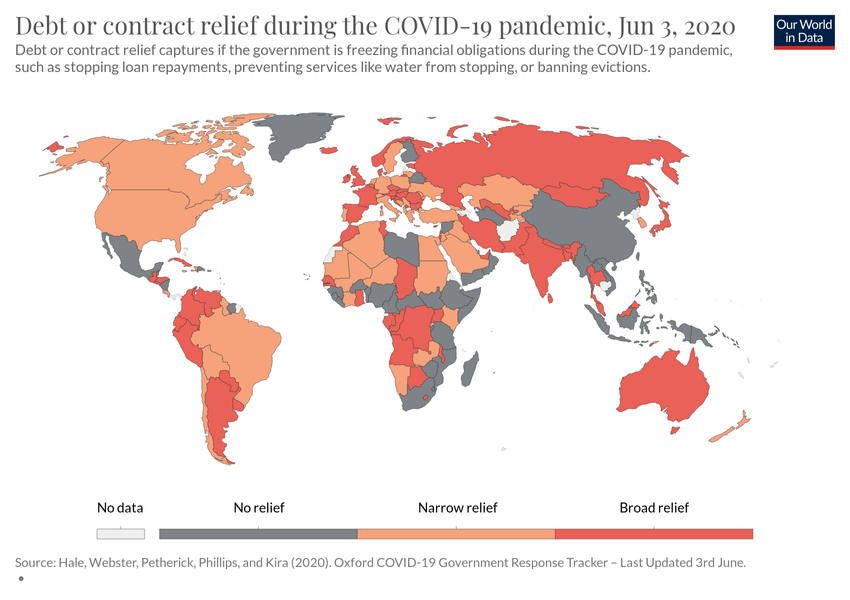 Debt or contract relief during the COVID-19 pandemic, Jun 3, 2020
Our World
in Data
Debt or contract relief captures if the government is freezing financial obligations during the COVID-19 pandemic,
such as stopping loan repayments, preventing services like water from stopping, or banning evictions.
No data
No relief
Narrow relief
Broad relief
Source: Hale, Webster, Petherick, Phillips, and Kira (2020). Oxford COVID-19 Government Response Tracker – Last Updated 3rd June.
•